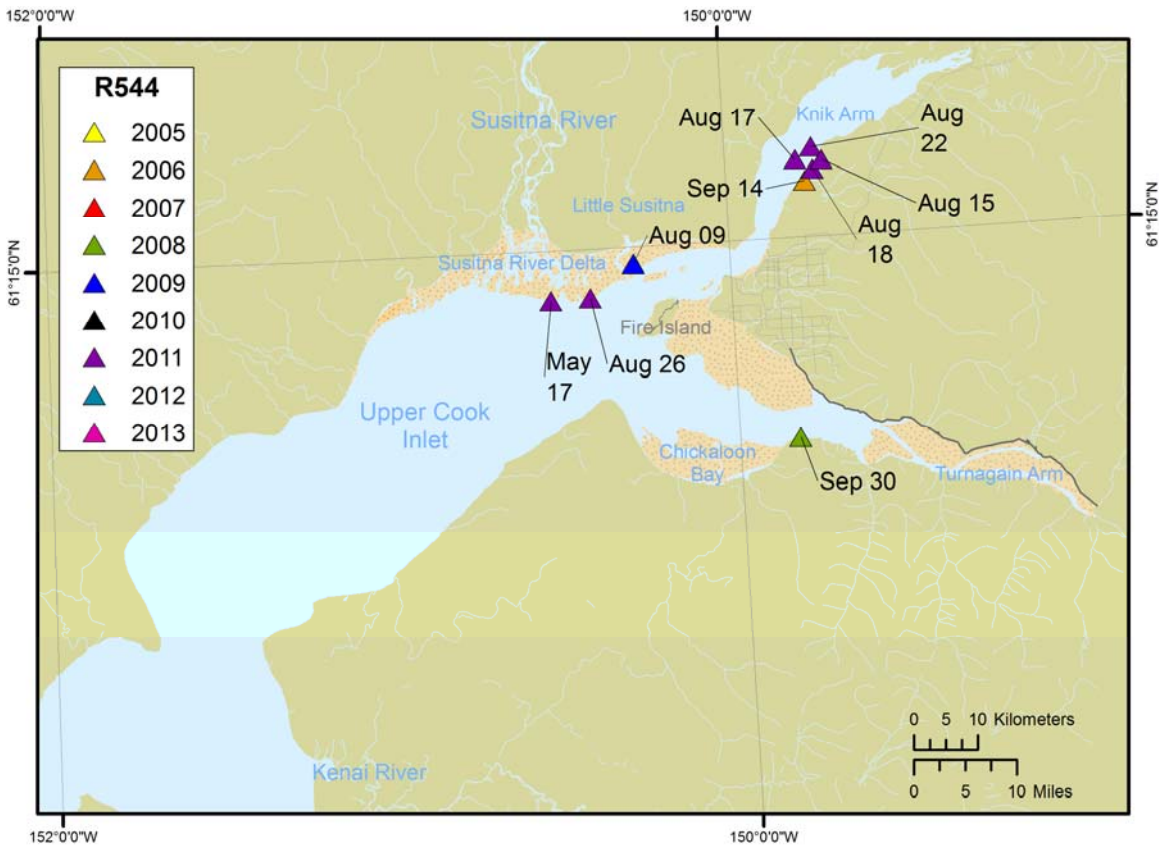 152°0'0"W
150°0'0"W
R544
2005
2006
2007
2008
2009
2010
2011
2012
2013
Susitna River
Knik Arm
Aug 17
Aug
22
Sep 14
Aug 15
Aug
18
Little Susitna
Aug 09
Susitna River Delta
61°15'0"N
61°15'0"N
Fire Island
May
17
Aug 26
Upper Cook
Inlet
Chickaloon
Bay
Sep 30
Turnagain Arm
0 5 10 Kilometers
0 5 10 Miles
Kenai River
152°0'0"W
150°0'0"W